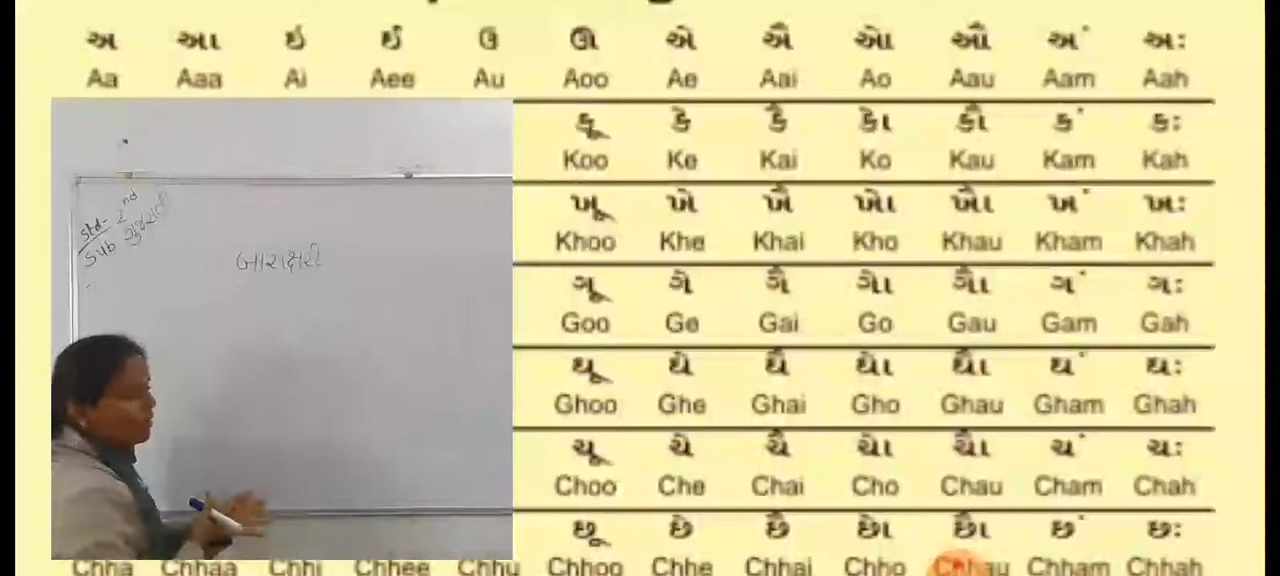 અ આ ઇ ઈ ઉ ઊ એ ઐ ઓ ઔ અં અઃ
Aa Aaa Ai Aee Au Aoo Ae Aai Ao Aau Aam Aah
કૂ કે કૈ કો કૌ કં કઃ
Koo Ke Kai Ko Kau Kam Kah
ખૂ ખે ખૈ ખો ખૌ ખં ખઃ
Khoo Khe Khai Kho Khau Kham Khah
ગૂ ગે ગૈ ગો ગૌ ગં ગઃ
Goo Ge Gai Go Gau Gam Gah
ઘૂ ઘે ઘૈ ઘો ઘૌ ઘં ઘઃ
Ghoo Ghe Ghai Gho Ghau Gham Ghah
ચૂ ચે ચૈ ચો ચૌ ચં ચઃ
Choo Che Chai Cho Chau Cham Chah
છૂ છે છૈ છો છૌ છં છઃ
Chha Chhaa Chhi Chhee Chhu Chhoo Chhe Chhai Chho Chhau Chham Chhah
Std- 2nd
Sub ગુજરાતી
બારાક્ષરી